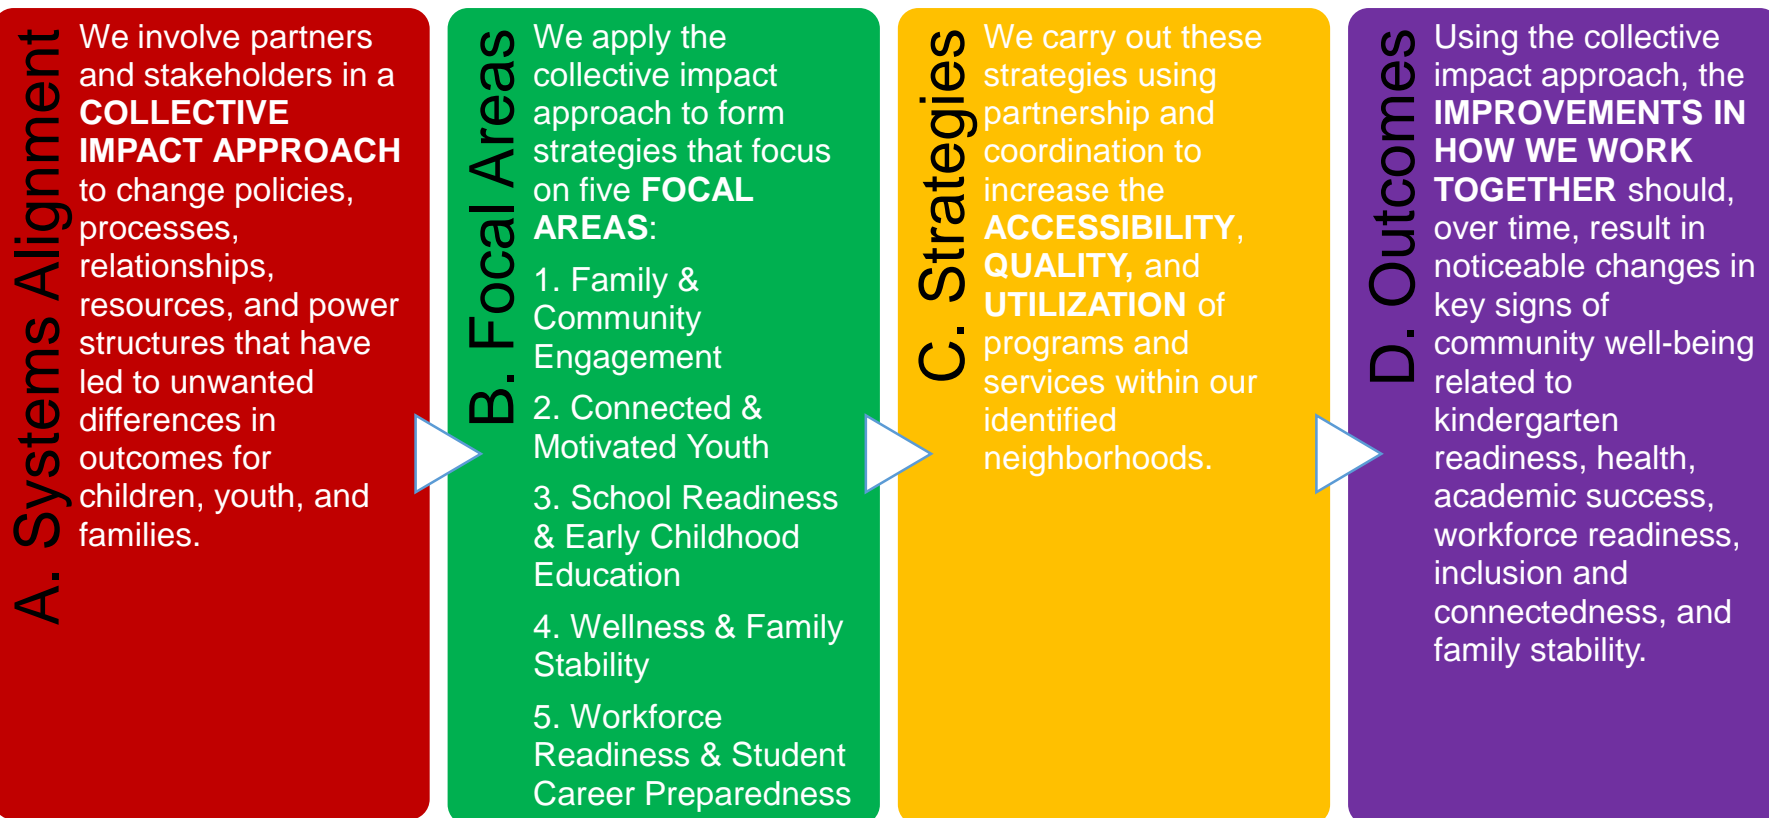 A. Systems Alignment
We involve partners
and stakeholders in a
COLLECTIVE
IMPACT APPROACH
to change policies,
processes,
relationships,
resources, and power
structures that have
led to unwanted
differences in
outcomes for
children, youth, and
families.
B. Focal Areas
We apply the
collective impact
approach to form
strategies that focus
on five FOCAL
AREAS:
1. Family &
Community
Engagement
2. Connected &
Motivated Youth
3. School Readiness
& Early Childhood
Education
4. Wellness & Family
Stability
5. Workforce
Readiness & Student
Career Preparedness
C. Strategies
We carry out these
strategies using
partnership and
coordination to
increase the
ACCESSIBILITY,
QUALITY, and
UTILIZATION of
programs and
services within our
identified
neighborhoods.
D. Outcomes
Using the collective
impact approach, the
IMPROVEMENTS IN
HOW WE WORK
TOGETHER should,
over time, result in
noticeable changes in
key signs of
community well-being
related to
kindergarten
readiness, health,
academic success,
workforce readiness,
inclusion and
connectedness, and
family stability.